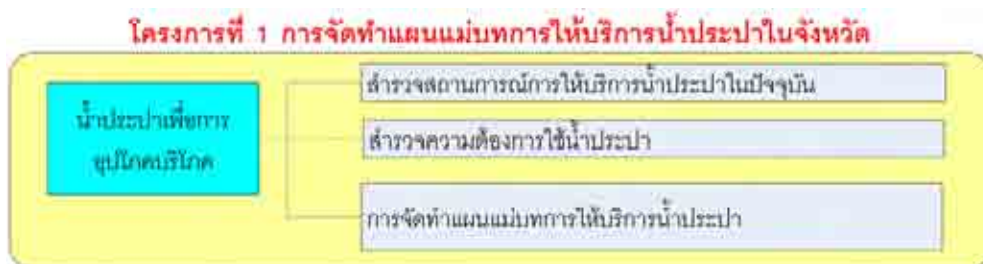 โครงการที่ 1 การจัดทำแผนแม่บทการให้บริการน้ำประปาในจังหวัด
น้ำประปาเพื่อการ
อุปโภคบริโภค
สำรวจสถานการณ์การให้บริการน้ำประปาในปัจจุบัน
สำรวจความต้องการใช้น้ำประปา
การจัดทำแผนแม่บทการให้บริการน้ำประปา